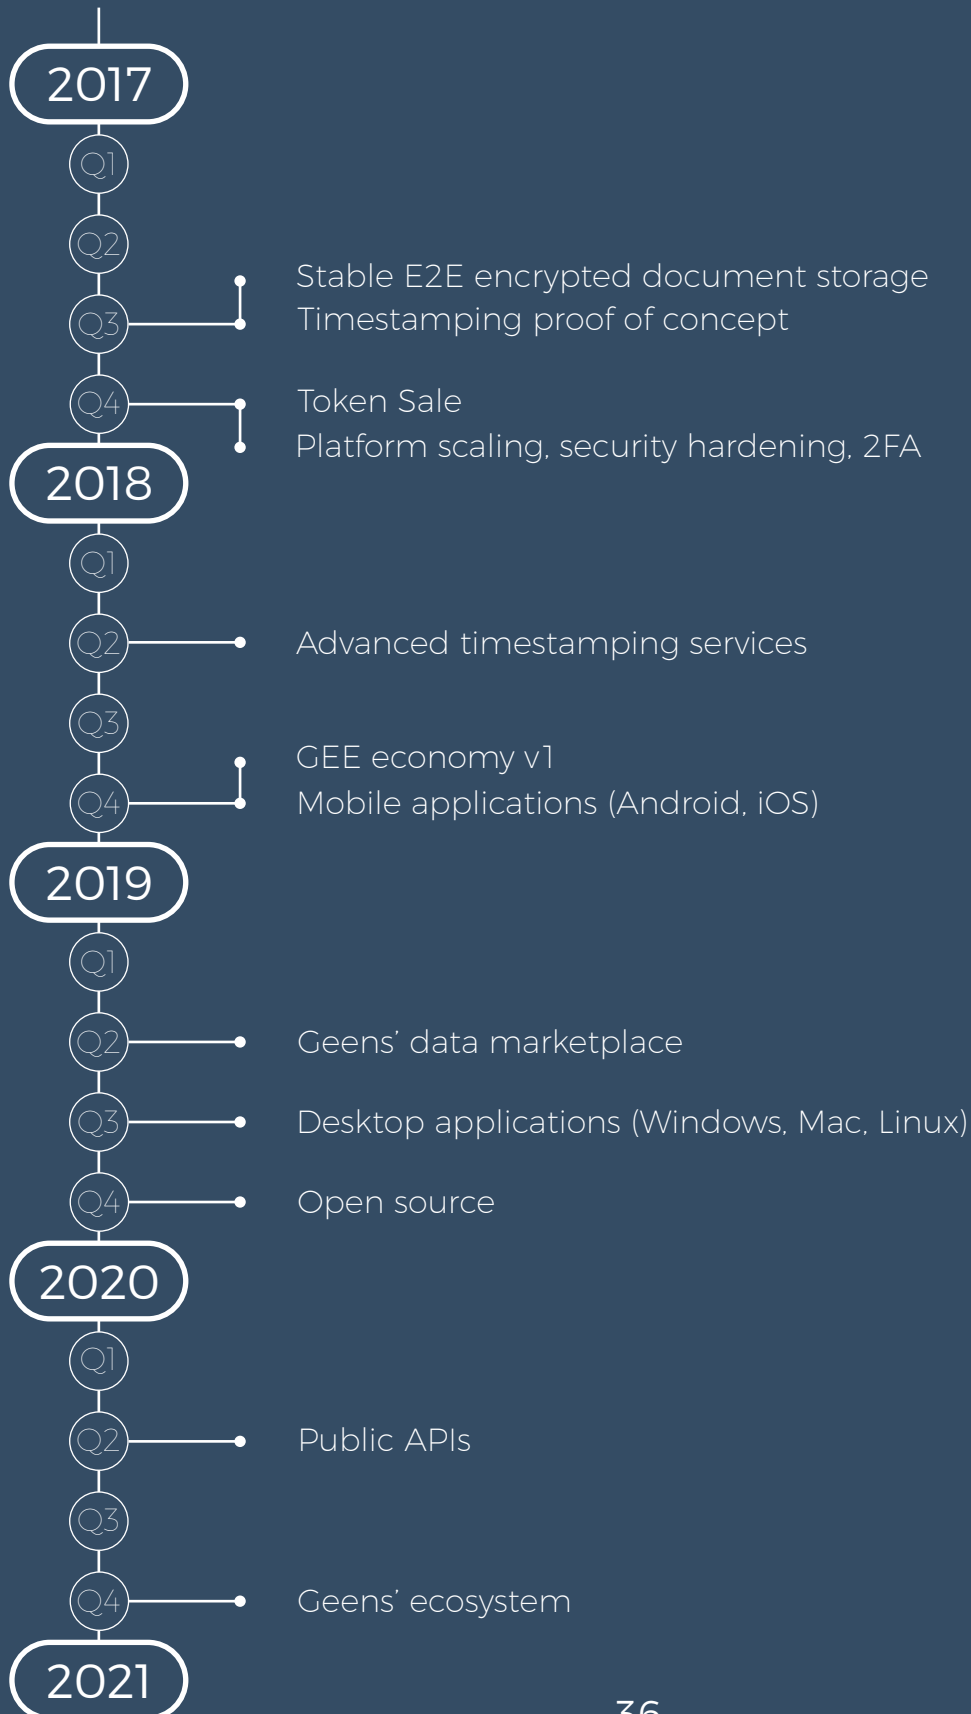 2017
Q1
Q2
Stable E2E encrypted document storage
Q3
Timestamping proof of concept
Q4
Token Sale
Platform scaling, security hardening, 2FA
2018
Q1
Q2
Advanced timestamping services
Q3
GEE economy v1
Q4
Mobile applications (Android, iOS)
2019
Q1
Q2
Geens’ data marketplace
Q3
Desktop applications (Windows, Mac, Linux)
Q4
Open source
2020
Q1
Q2
Public APIs
Q3
Q4
Geens’ ecosystem
2021
36